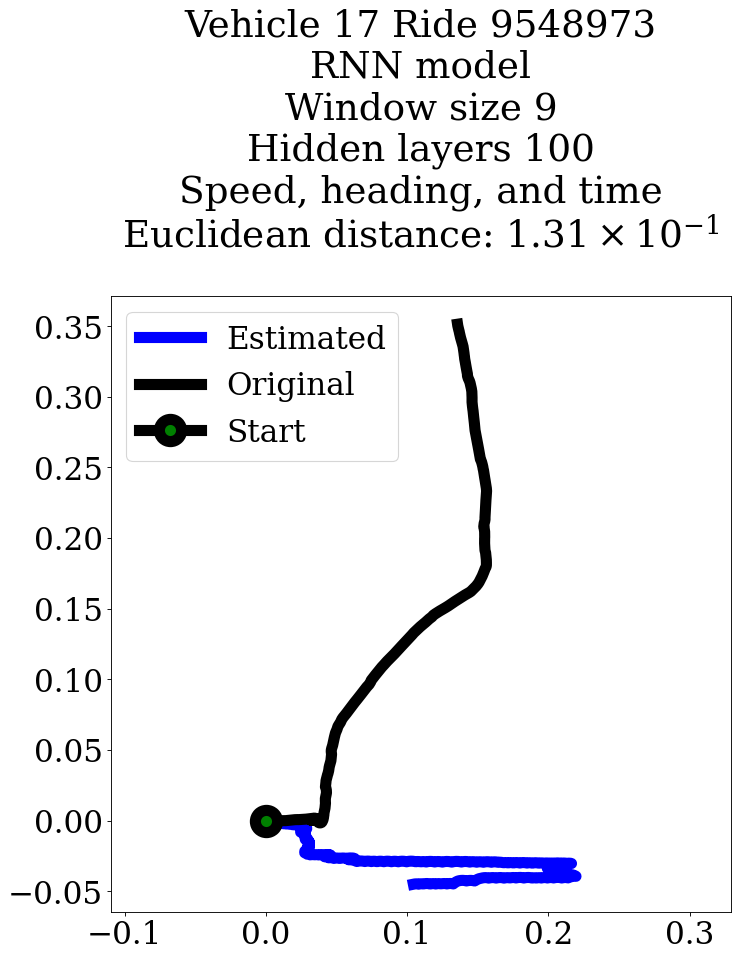 Vehicle 17 Ride 9548973
RNN model
Window size 9
Hidden layers 100
Speed, heading, and time
Euclidean distance: 1.31 × 10⁻¹
Estimated
Original
Start
0.35
0.30
0.25
0.20
0.15
0.10
0.05
0.00
−0.05
−0.1 0.0 0.1 0.2 0.3